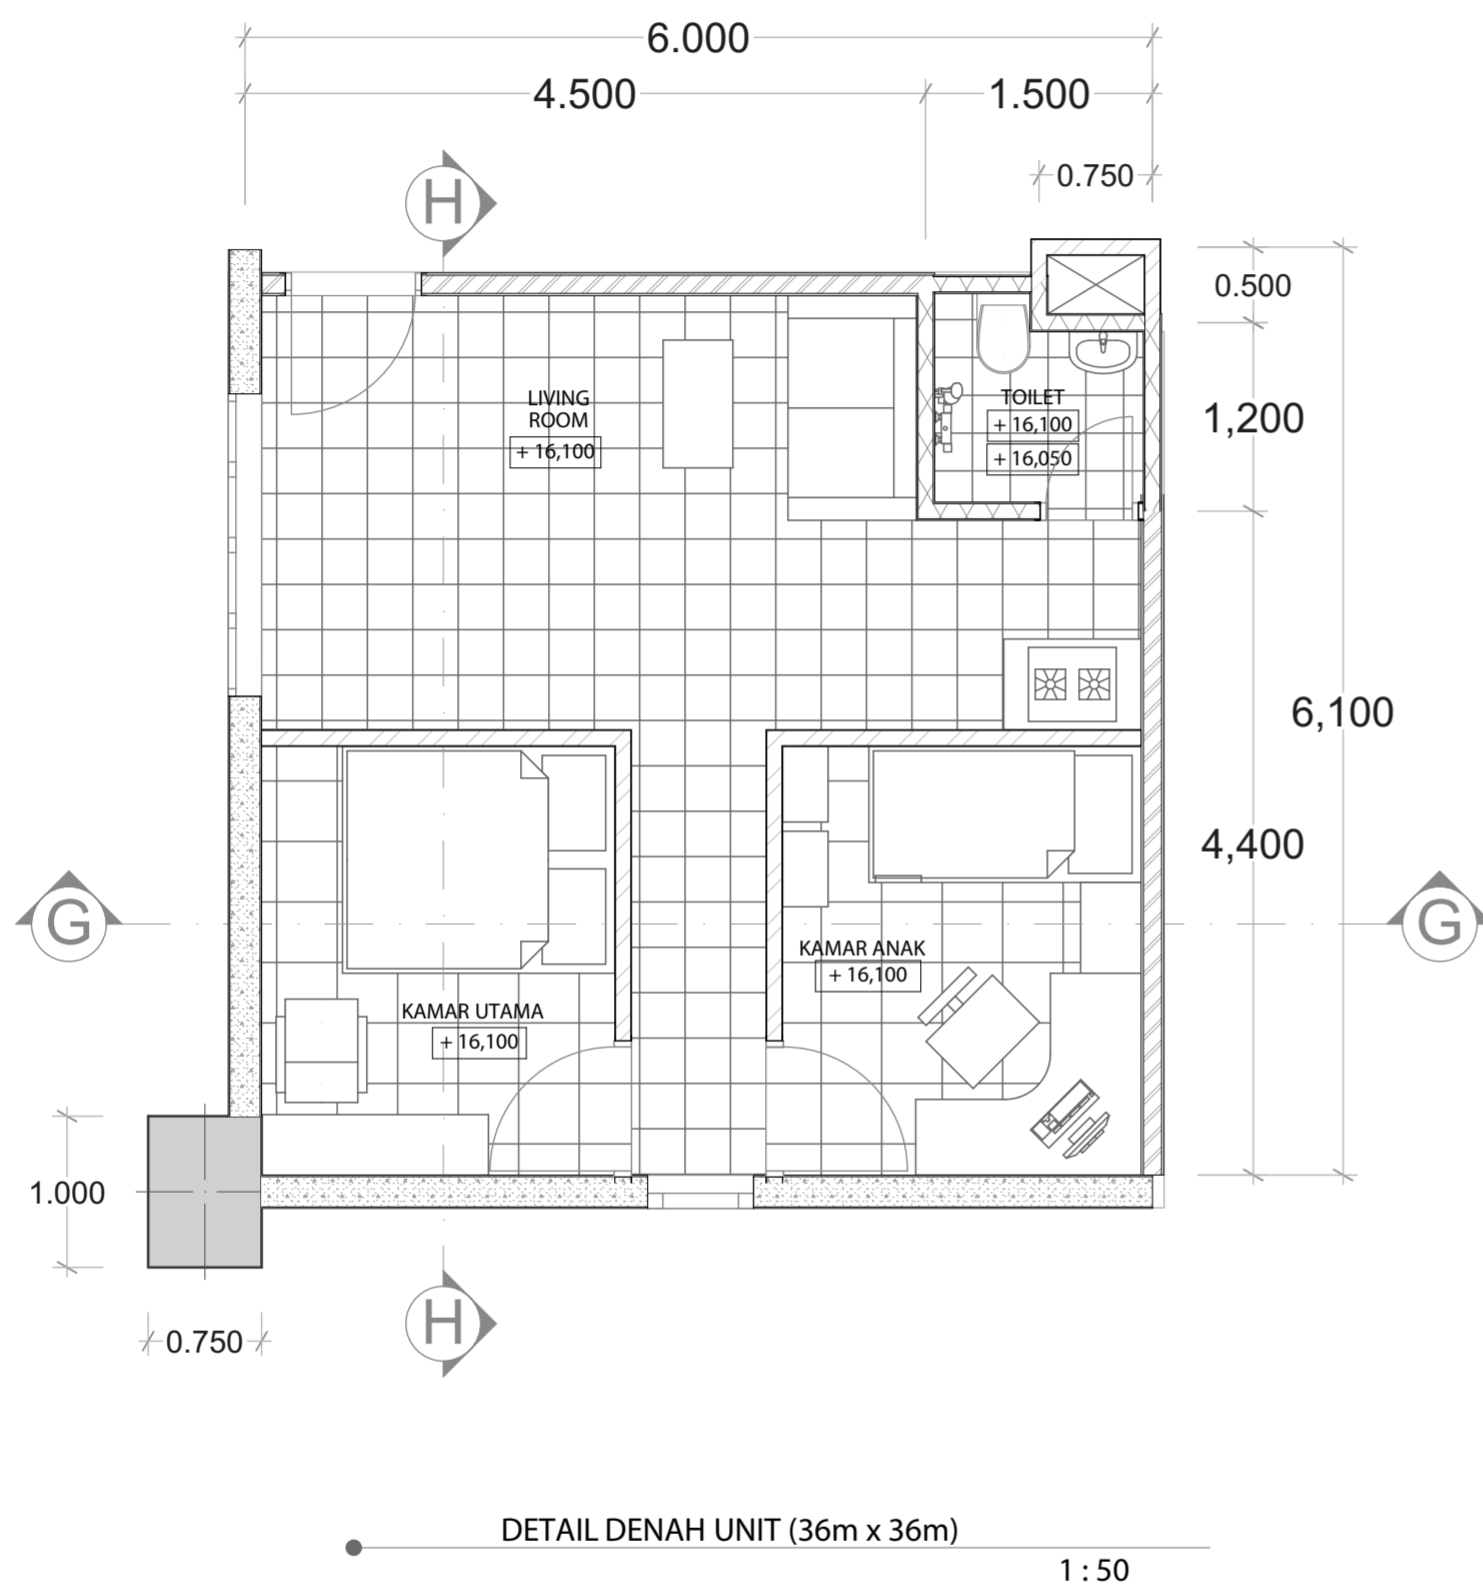 6.000
4.500
1.500
0.750
H
0.500
LIVING
ROOM
+ 16,100
TOILET
+ 16,100
+ 16,050
1,200
6,100
4,400
G
G
KAMAR ANAK
+ 16,100
KAMAR UTAMA
+ 16,100
1.000
H
0.750
DETAIL DENAH UNIT (36m x 36m)
1 : 50